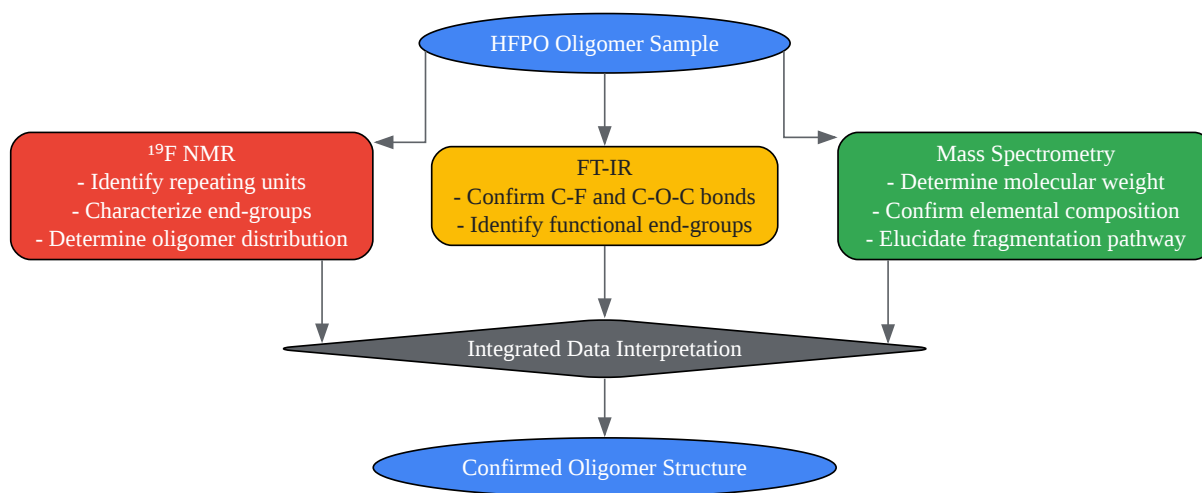 HFPO Oligomer Sample
¹⁹F NMR
- Identify repeating units
- Characterize end-groups
- Determine oligomer distribution
FT-IR
- Confirm C-F and C-O-C bonds
- Identify functional end-groups
Mass Spectrometry
- Determine molecular weight
- Confirm elemental composition
- Elucidate fragmentation pathway
Integrated Data Interpretation
Confirmed Oligomer Structure